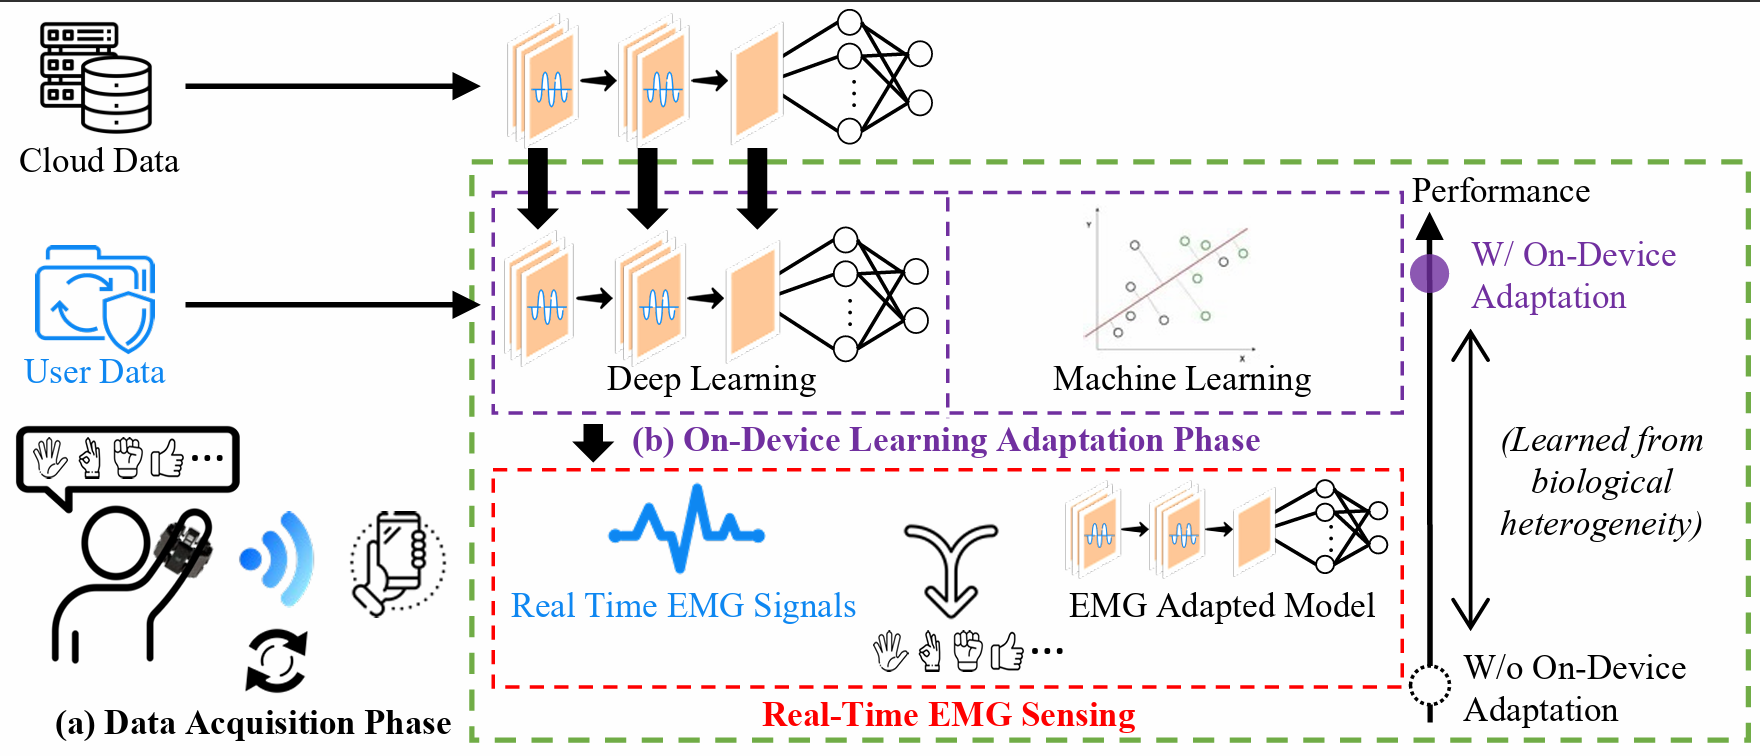 Cloud Data
User Data
(a) Data Acquisition Phase
Deep Learning
Y
X
Machine Learning
(b) On-Device Learning Adaptation Phase
Real Time EMG Signals
EMG Adapted Model
Real-Time EMG Sensing
Performance
W/ On-Device
Adaptation
(Learned from
biological
heterogeneity)
W/o On-Device
Adaptation